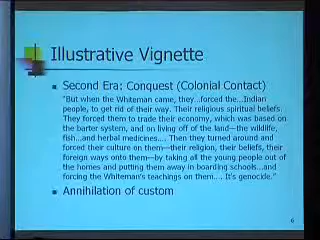 Illustrative Vignette
Second Era: Conquest (Colonial Contact)
"But when the Whiteman came, they...forced the...Indian
people, to get rid of their way. Their religious spiritual beliefs.
They forced them to trade their economy, which was based on
the barter system, and on living off of the land—the wildlife,
fish...and herbal medicines.... Then they turned around and
forced their culture on them—their religion, their beliefs, their
foreign ways onto them—by taking all the young people out of
the homes and putting them away in boarding schools...and
forcing the Whiteman's teachings on them.... It's genocide."
Annihilation of custom
6